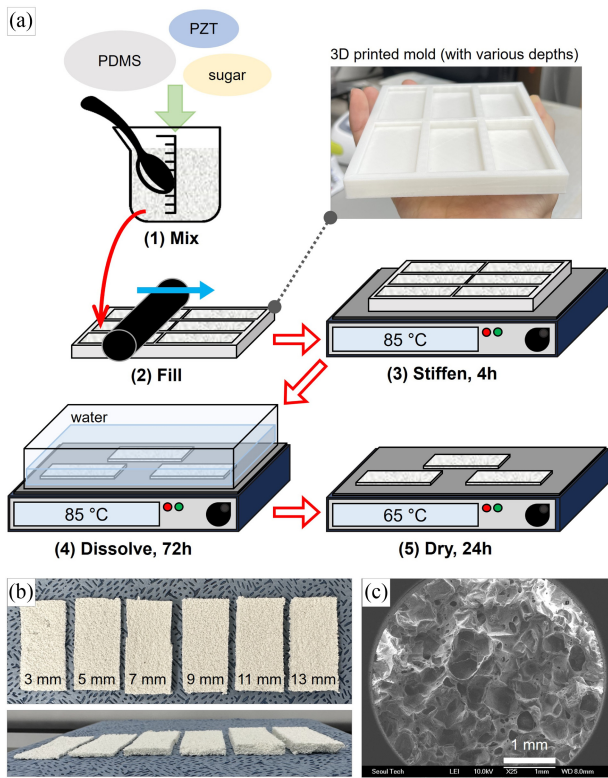 (a)
PZT
PDMS
sugar
3D printed mold (with various depths)
(1) Mix
(2) Fill
85 °C
(3) Stiffen, 4h
water
85 °C
(4) Dissolve, 72h
65 °C
(5) Dry, 24h
(b)
3 mm
5 mm
7 mm
9 mm
11 mm
13 mm
(c)
1 mm
Seoul Tech LEI 10.0kV X25 1mm WD 8.0mm